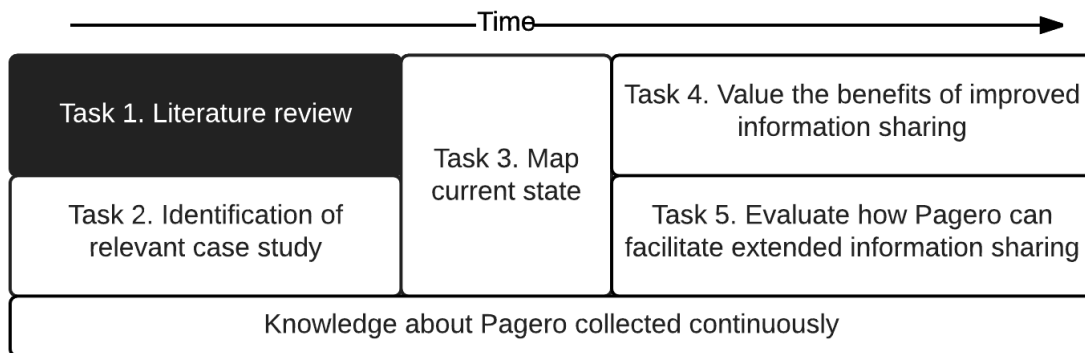 Time
Task 1. Literature review
Task 2. Identification of
relevant case study
Task 3. Map
current state
Task 4. Value the benefits of improved
information sharing
Task 5. Evaluate how Pagero can
facilitate extended information sharing
Knowledge about Pagero collected continuously